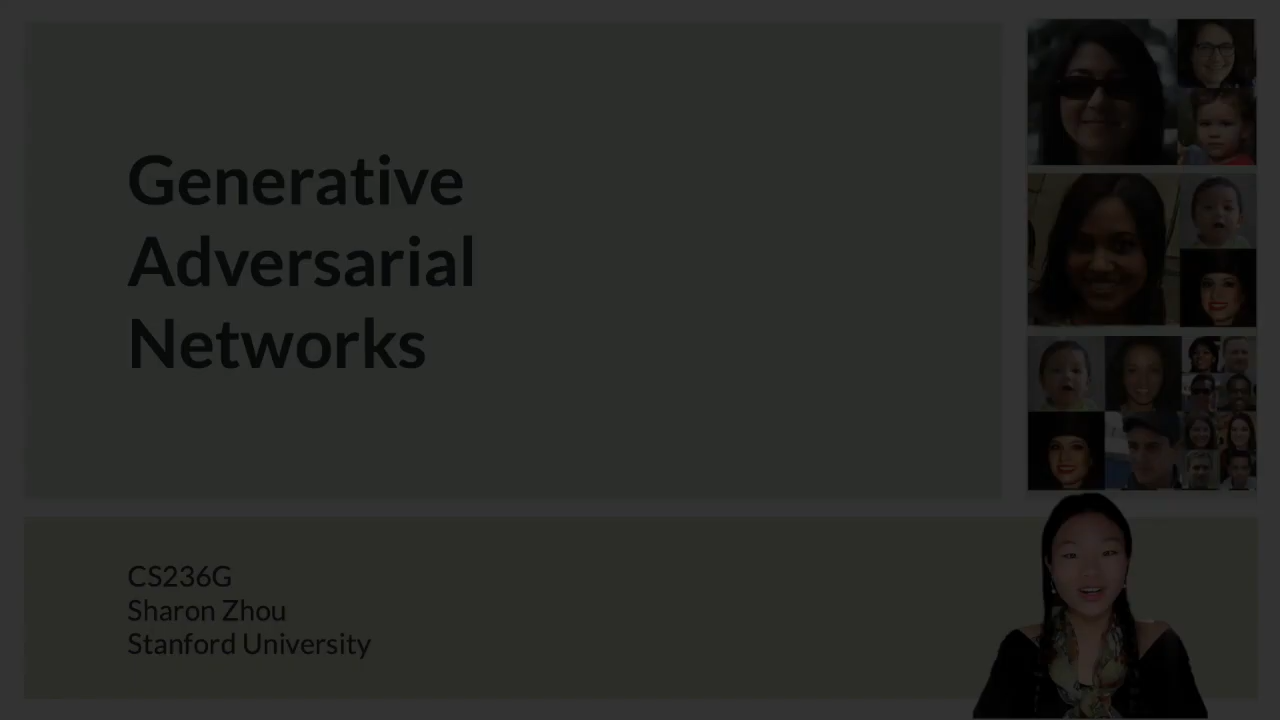 Generative
Adversarial
Networks
CS236G
Sharon Zhou
Stanford University